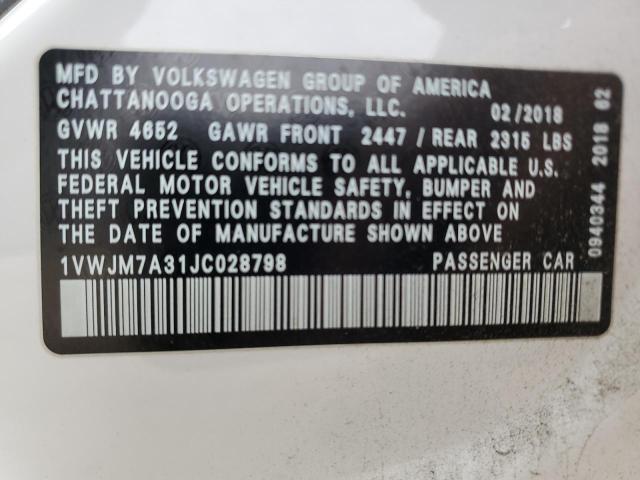 MFD BY VOLKSWAGEN GROUP OF AMERICA
CHATTANOOGA OPERATIONS, LLC. 02/2018
GVWR 4652 GAWR FRONT 2447 / REAR 2315 LBS
THIS VEHICLE CONFORMS TO ALL APPLICABLE U.S.
FEDERAL MOTOR VEHICLE SAFETY, BUMPER AND
THEFT PREVENTION STANDARDS IN EFFECT ON
THE DATE OF MANUFACTURE SHOWN ABOVE.
1VWJM7A31JC028798 PASSENGER CAR
0940344 2018 62